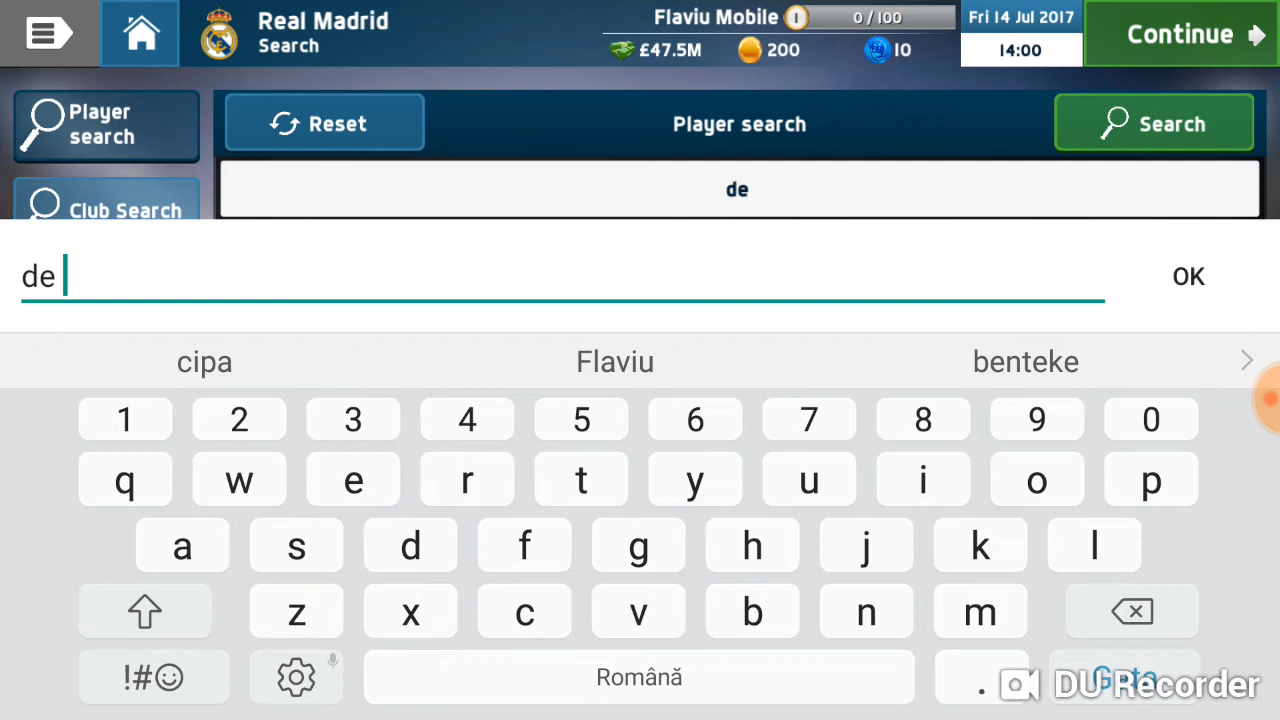 Real Madrid
Search
Flaviu Mobile
0 / 100
£47.5M
200
10
Fri 14 Jul 2017
14:00
Continue
Player search
Club Search
Reset
Player search
Search
de
de
OK
cipa Flaviu benteke
1 2 3 4 5 6 7 8 9 0
q w e r t y u i o p
a s d f g h j k l
z x c v b n m
!# Română . Gata
DU Recorder